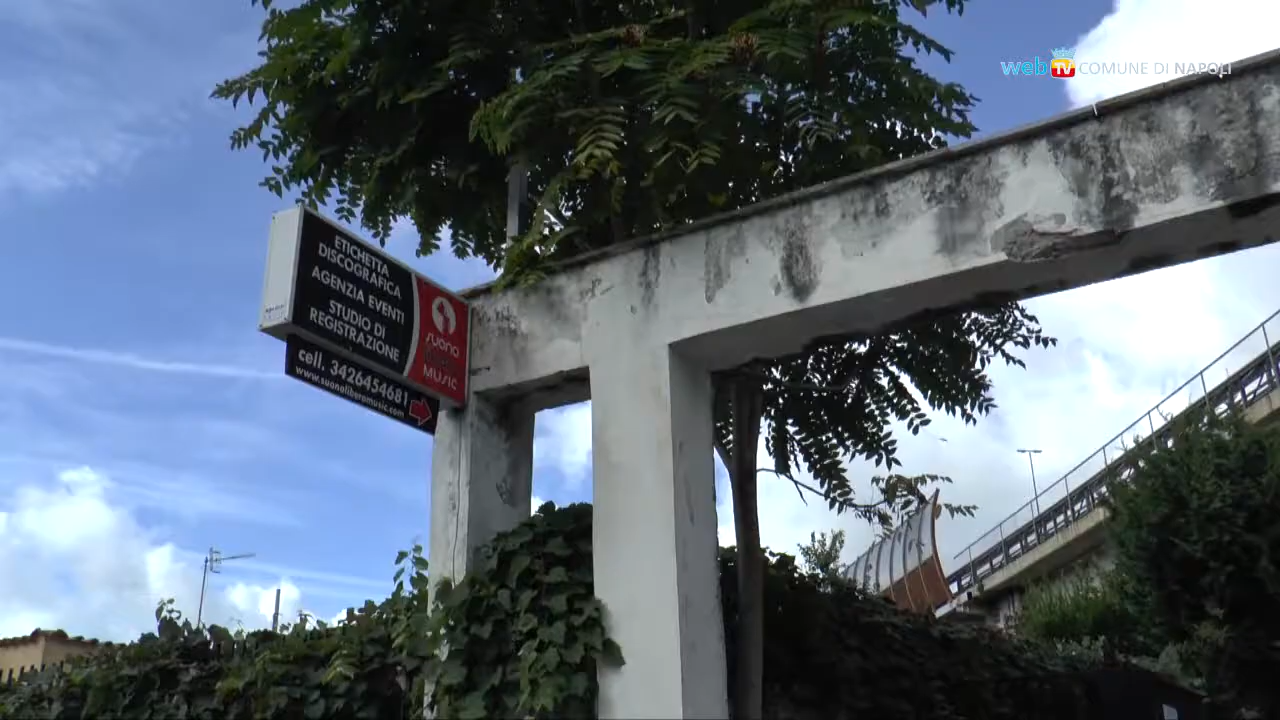 web TV COMUNE DI NAPOLI
ETICHETTA
DISCOGRAFICA
AGENZIA EVENTI
STUDIO DI
REGISTRAZIONE
suono
MUSIC
cell. 3426454681
www.suonoliberomusic.com